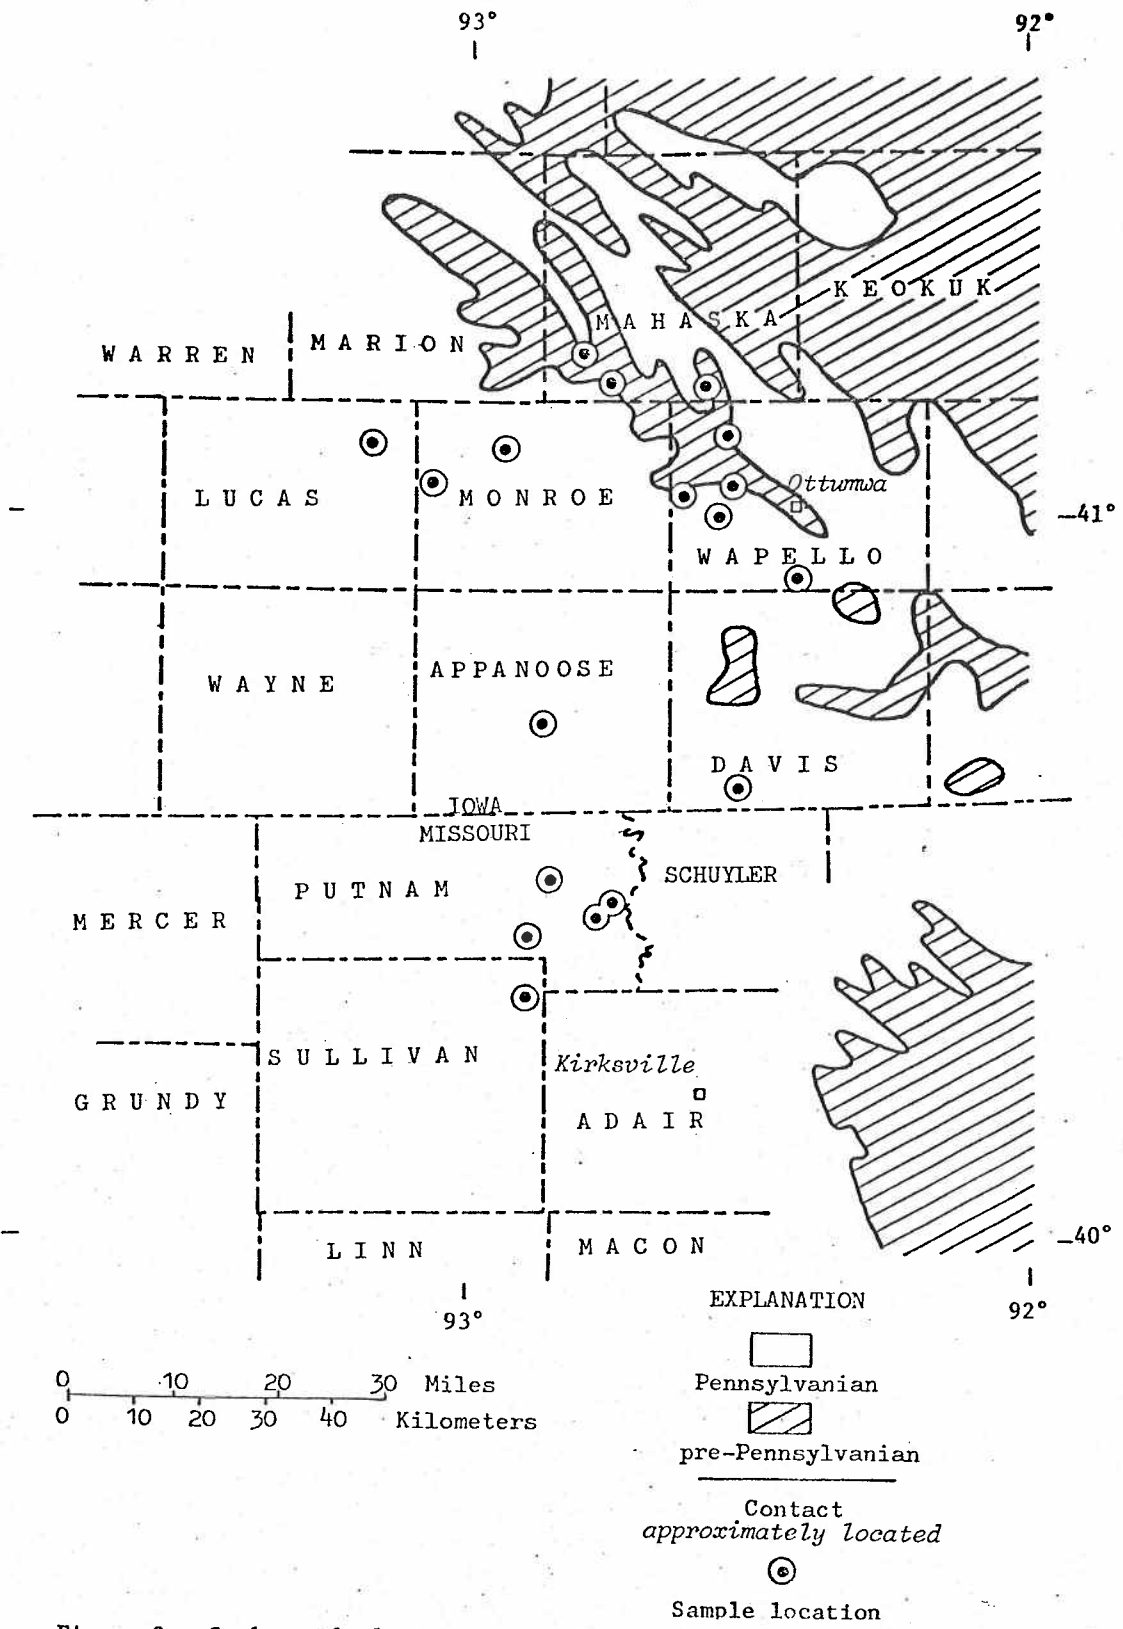 93° 92°
KEOKUK
MAHASKA
WARREN MARION
LUCAS MONROE
Ottumwa
41°
WAPELLO
WAYNE APPANOOSE
DAVIS
IOWA
MISSOURI
PUTNAM SCHUYLER
MERCER
SULLIVAN
Kirksville
GRUNDY
ADAIR
40°
LINN MACON
93° 92°
EXPLANATION
Pennsylvanian
pre-Pennsylvanian
Contact
approximately located
Sample location
0 10 20 30 Miles
0 10 20 30 40 Kilometers